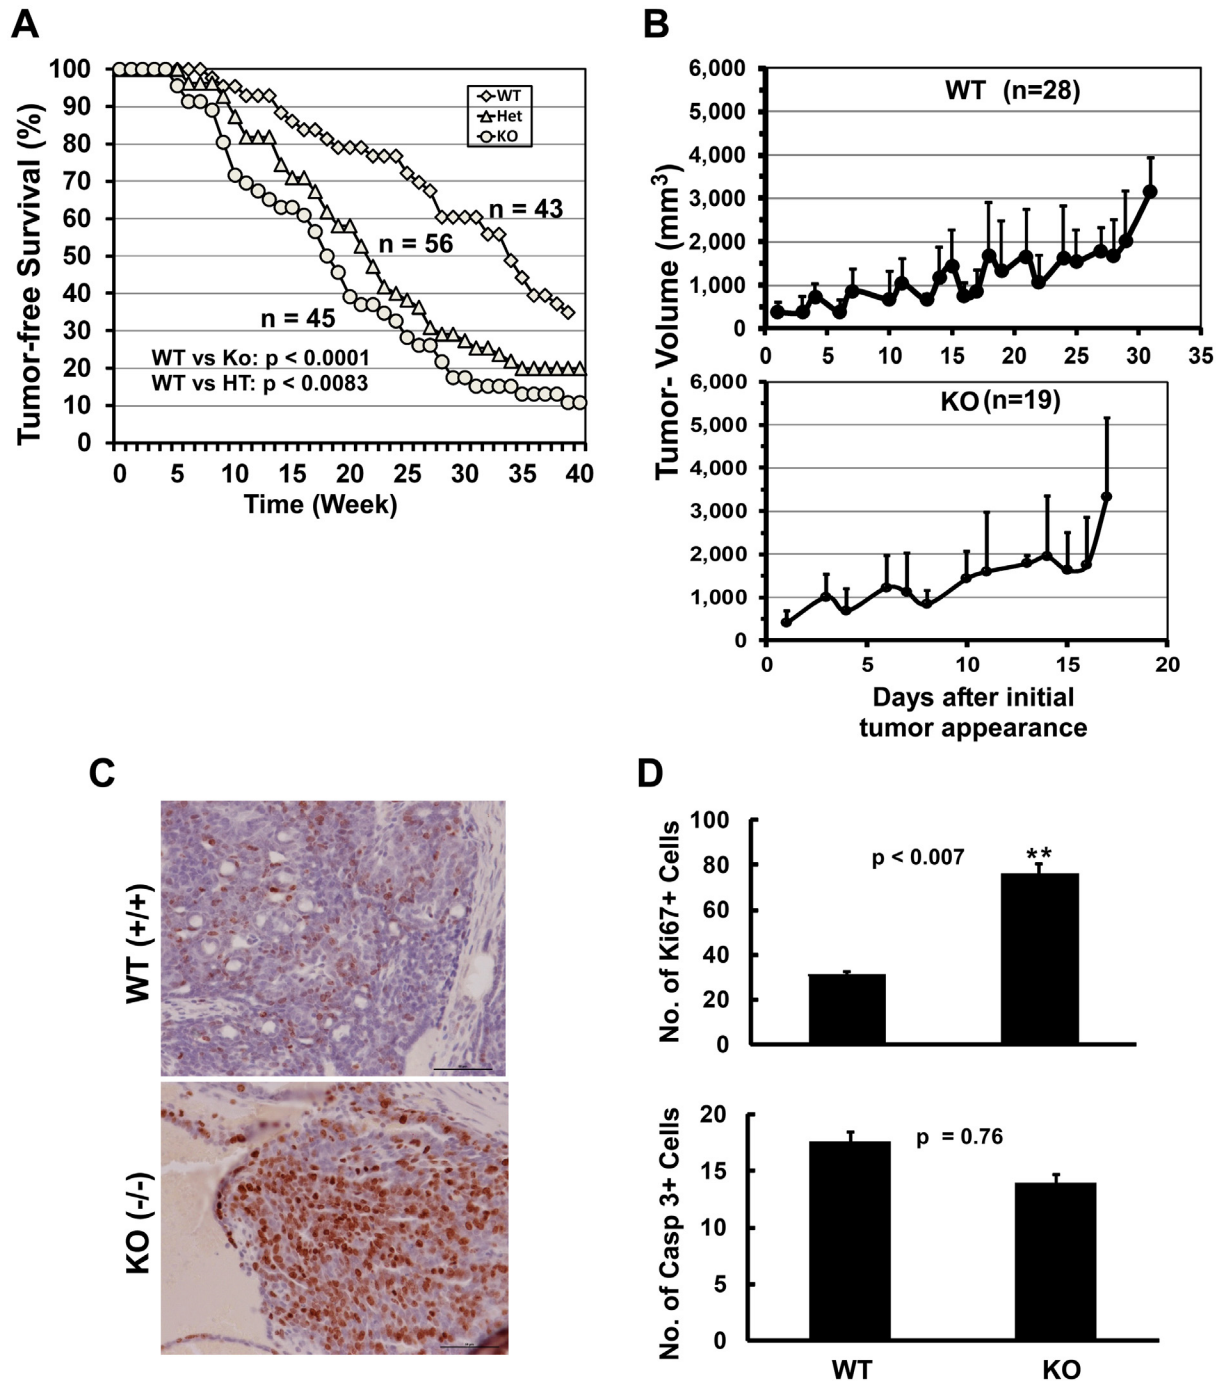 A
Tumor-free Survival (%)
100
90
80
70
60
50
40
30
20
10
0
WT
Het
KO
n = 43
n = 56
n = 45
WT vs Ko: p < 0.0001
WT vs HT: p < 0.0083
0 5 10 15 20 25 30 35 40
Time (Week)
B
Tumor- Volume (mm3)
6,000
5,000
4,000
3,000
2,000
1,000
0
WT (n=28)
0 5 10 15 20 25 30 35
6,000
5,000
4,000
3,000
2,000
1,000
0
KO (n=19)
0 5 10 15 20
Days after initial
tumor appearance
C
WT (+/+)
KO (-/-)
D
No. of Ki67+ Cells
100
80
60
40
20
0
p < 0.007
**
No. of Casp 3+ Cells
20
15
10
5
0
p = 0.76
WT KO